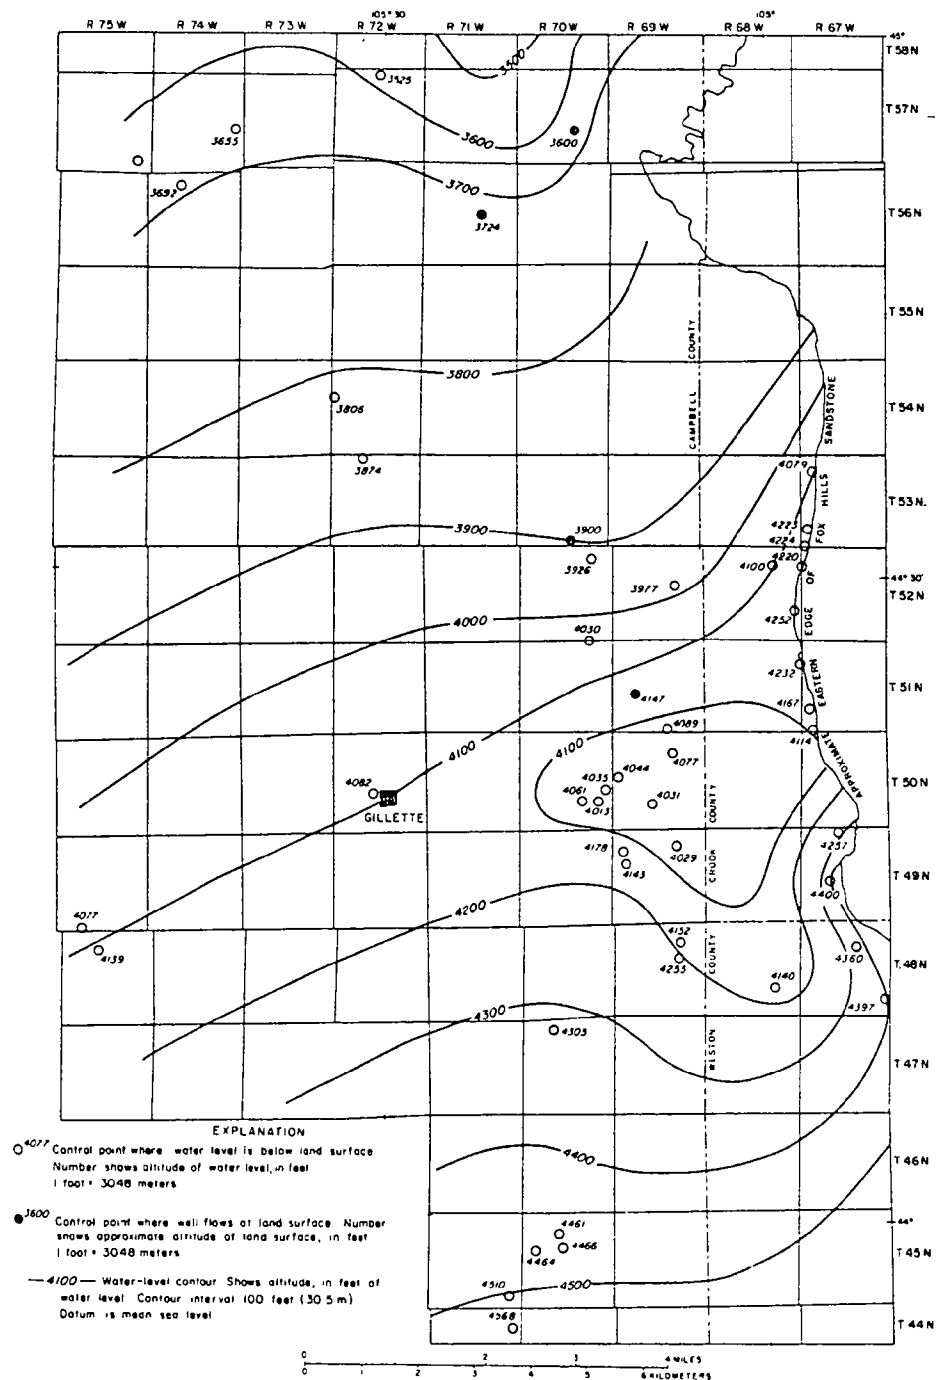 105°30'
105°
R 75 W R 74 W R 73 W R 72 W R 71 W R 70 W R 69 W R 68 W R 67 W
45°
T 58 N
3500
3525
T 57 N
3655
3600
3600
3692
3700
T 56 N
3724
T 55 N
CAMPBELL COUNTY
3800
3806
T 54 N
3874
4079
T 53 N.
3900
3900
4223
4224
4220
3926
4100
44°30'
3977
T 52 N
4000
4252
4030
4232
T 51 N
4147
4167
4089
4114
4100
4100
4077
4044
4035
4082
4061
4013
4031
T 50 N
GILLETTE
CROOK COUNTY
4257
4178
4029
4143
T 49 N
4400
4200
4077
4139
4152
4255
4360
T 48 N
4140
4397
4300
4305
WESTON COUNTY
T 47 N
APPROXIMATE EASTERN EDGE OF FOX HILLS SANDSTONE
4400
T 46 N
44°
4461
4466
4464
T 45 N
4510
4500
4568
T 44 N
EXPLANATION
4077 Control point where water level is below land surface
Number shows altitude of water level, in feet
1 foot = 3048 meters
3600 Control point where well flows at land surface Number
shows approximate altitude of land surface, in feet
1 foot = 3048 meters
4100 Water-level contour Shows altitude, in feet of
water level Contour interval 100 feet (30 5 m)
Datum is mean sea level
0 2 3 4 MILES
0 1 2 3 4 5 6 KILOMETERS